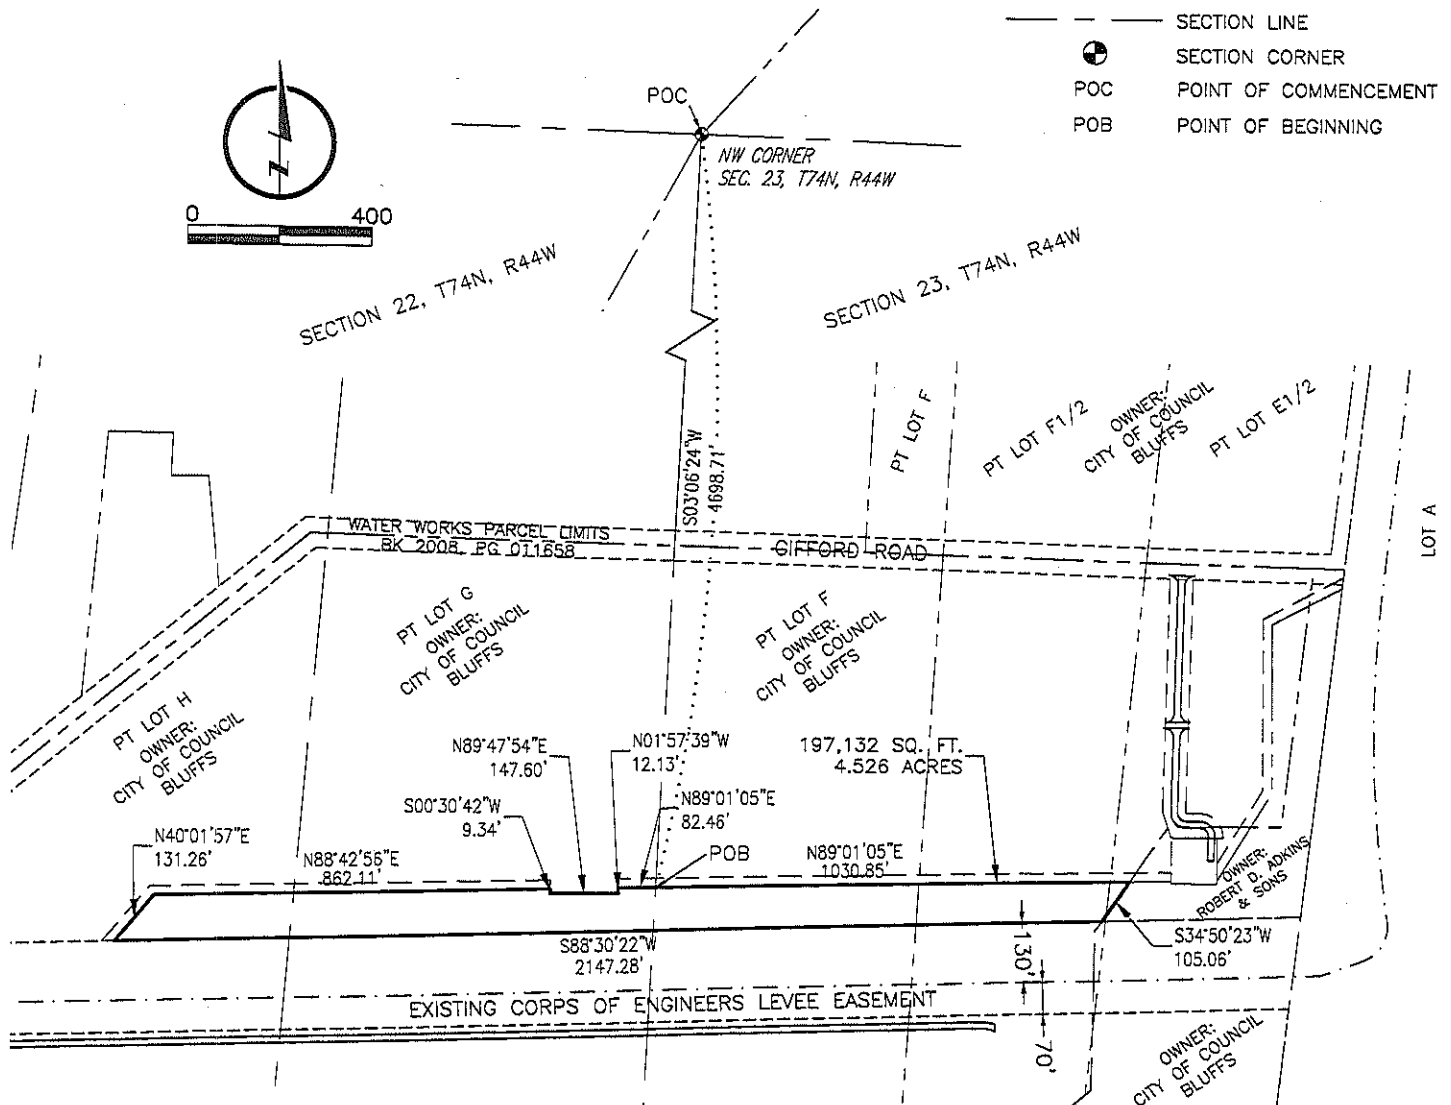 SECTION LINE
SECTION CORNER
POC POINT OF COMMENCEMENT
POB POINT OF BEGINNING
POC
NW CORNER
SEC. 23, T74N, R44W
N
0 400
SECTION 22, T74N, R44W
SECTION 23, T74N, R44W
S03°06'24"W
4698.71'
PT LOT F
PT LOT F1/2
OWNER:
CITY OF COUNCIL
BLUFFS
PT LOT E1/2
LOT A
WATER WORKS PARCEL LIMITS
BK 2008, PG 011658
GIFFORD ROAD
PT LOT G
OWNER:
CITY OF COUNCIL
BLUFFS
PT LOT F
OWNER:
CITY OF COUNCIL
BLUFFS
PT LOT H
OWNER:
CITY OF COUNCIL
BLUFFS
N89°47'54"E
147.60'
N01°57'39"W
12.13'
197,132 SQ. FT.
4.526 ACRES
S00°30'42"W
9.34'
N89°01'05"E
82.46'
N40°01'57"E
131.26'
N88°42'56"E
862.11'
POB
N89°01'05"E
1030.85'
OWNER:
ROBERT D. ADKINS
& SONS
S88°30'22"W
2147.28'
130'
S34°50'23"W
105.06'
EXISTING CORPS OF ENGINEERS LEVEE EASEMENT
70'
OWNER:
CITY OF COUNCIL
BLUFFS